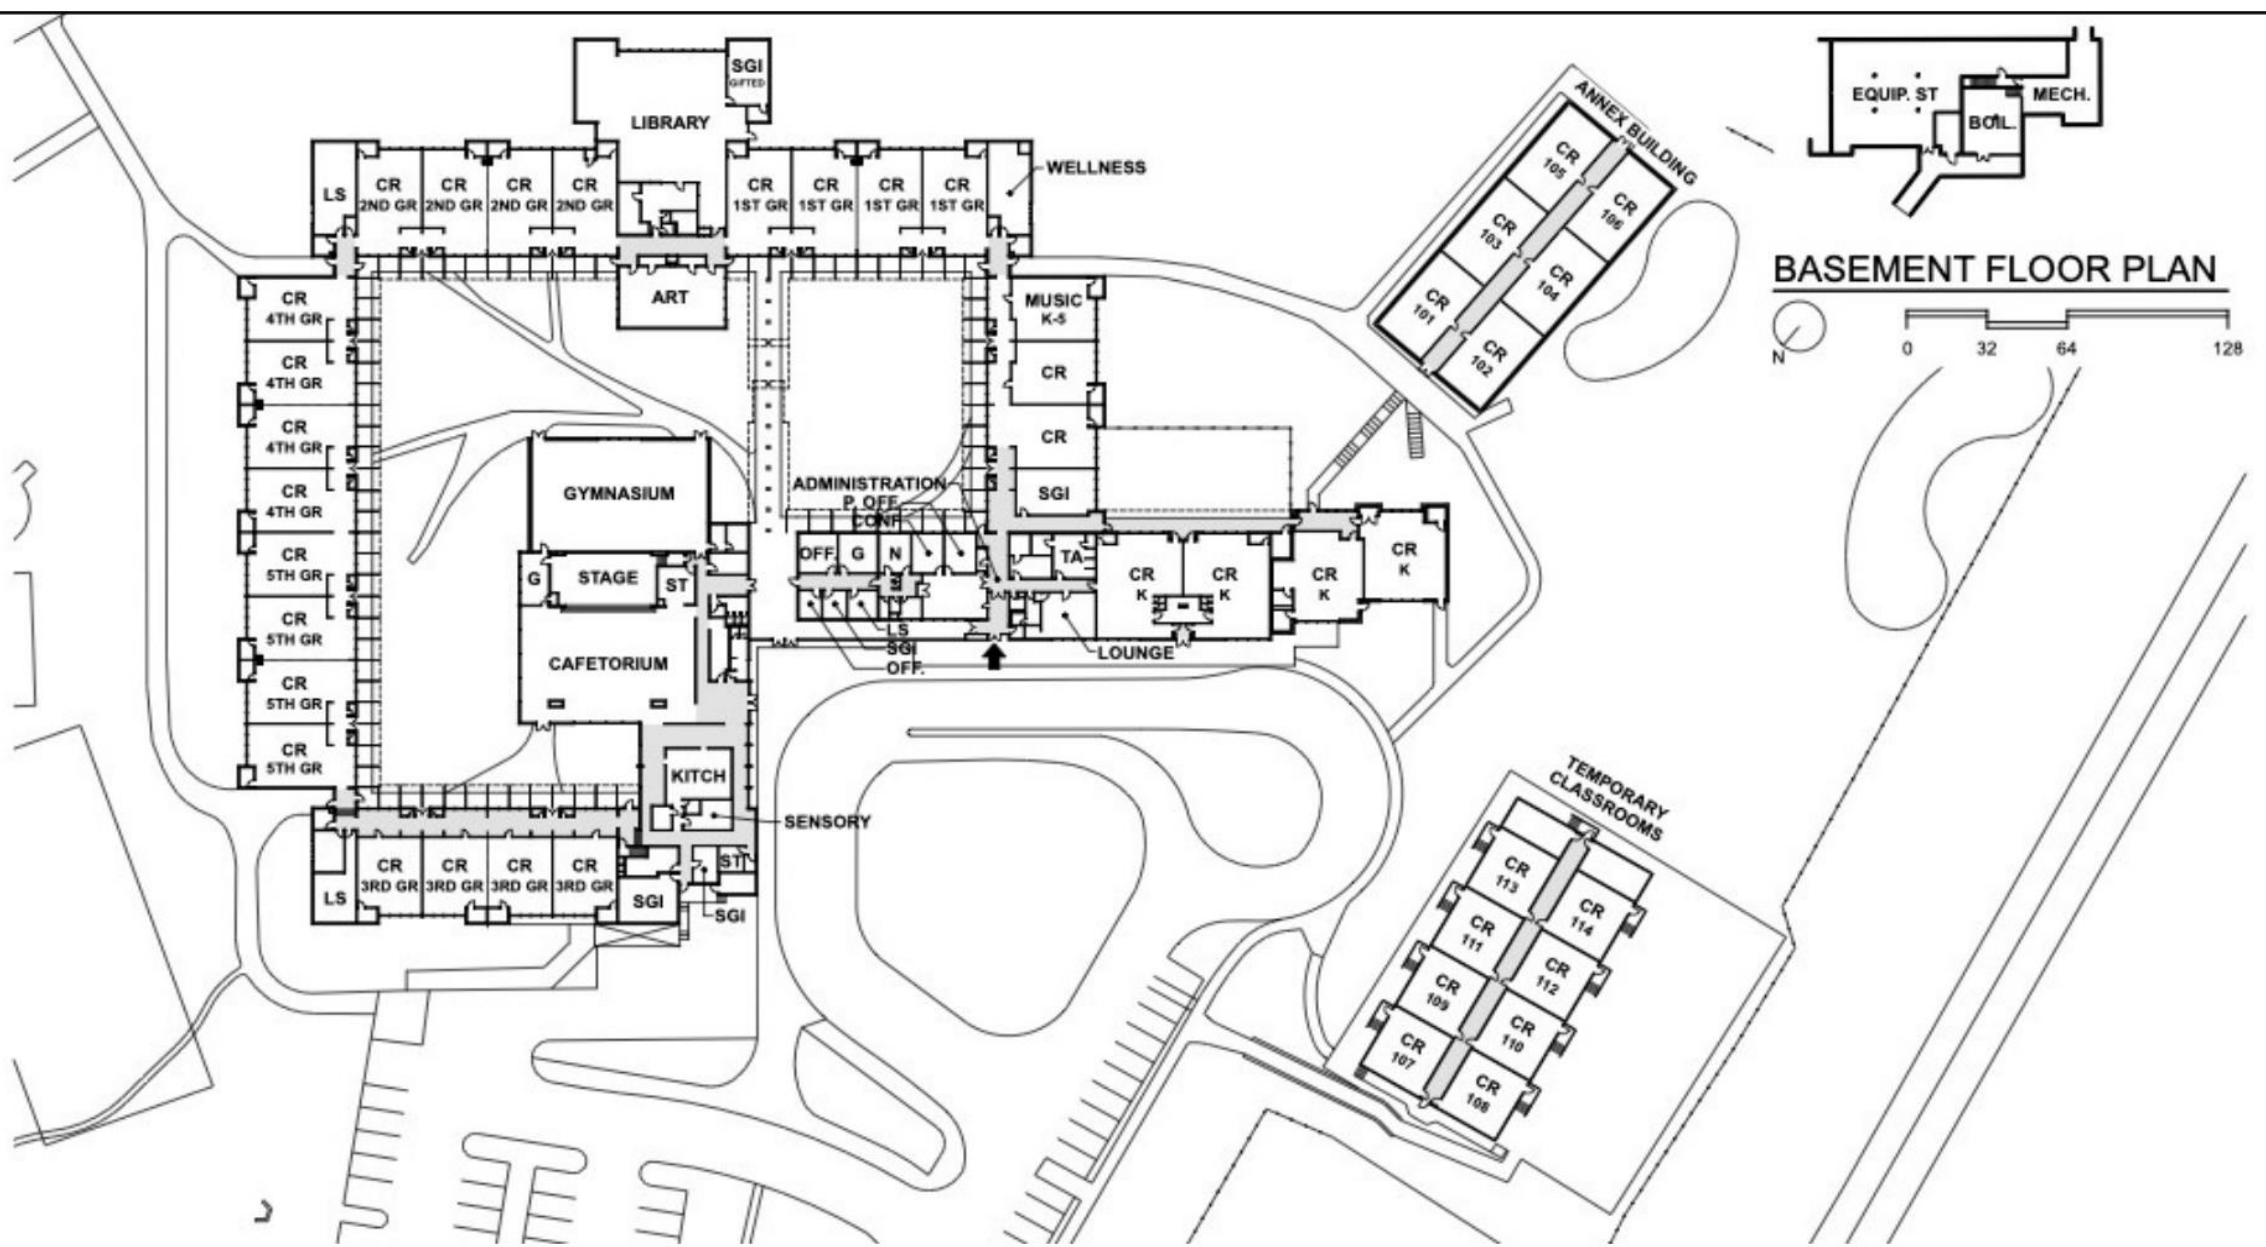 SGI
GIFTED
LIBRARY
LS
CR
2ND GR
CR
2ND GR
CR
2ND GR
CR
2ND GR
CR
1ST GR
CR
1ST GR
CR
1ST GR
CR
1ST GR
WELLNESS
ART
CR
4TH GR
CR
4TH GR
CR
4TH GR
CR
4TH GR
CR
5TH GR
CR
5TH GR
CR
5TH GR
CR
5TH GR
MUSIC
K-5
CR
CR
SGI
GYMNASIUM
ADMINISTRATION
P. OFF.
CONF.
OFF.
G
N
TA
CR
K
CR
K
CR
K
CR
K
G
STAGE
ST
LS
SGI
OFF.
LOUNGE
CAFETORIUM
KITCH
SENSORY
LS
CR
3RD GR
CR
3RD GR
CR
3RD GR
CR
3RD GR
SGI
ST
SGI
ANNEX BUILDING
CR
105
CR
106
CR
103
CR
104
CR
101
CR
102
EQUIP. ST
BOIL.
MECH.
BASEMENT FLOOR PLAN
N
0 32 64 128
TEMPORARY
CLASSROOMS
CR
113
CR
114
CR
111
CR
112
CR
109
CR
110
CR
107
CR
108